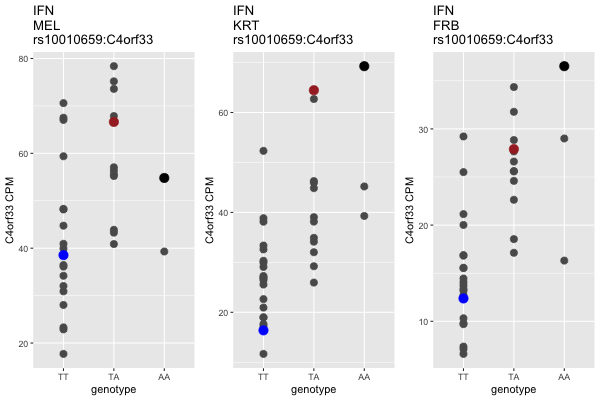 IFN
MEL
rs10010659:C4orf33
80
60
40
20
C4orf33 CPM
TT TA AA
genotype
IFN
KRT
rs10010659:C4orf33
60
40
20
C4orf33 CPM
TT TA AA
genotype
IFN
FRB
rs10010659:C4orf33
30
20
10
C4orf33 CPM
TT TA AA
genotype